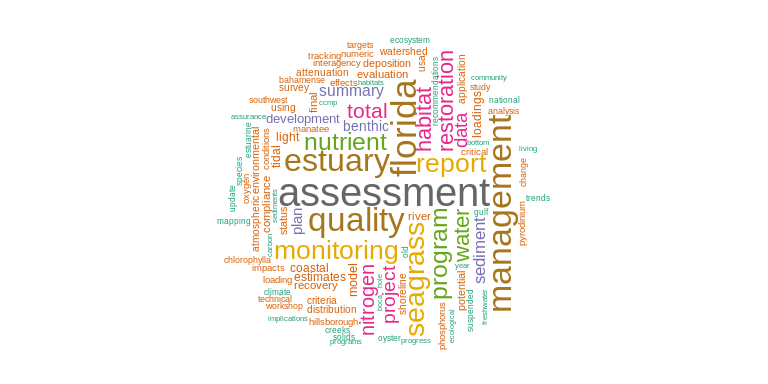 ecosystem
targets
tracking numeric watershed
interagency deposition usa
attenuation evaluation
bahamense effects habitats
survey summary
southwest ccmp final total
using
assurance development benthic
manatee
light nutrient
florida
habitat
recommendations
restoration
application
data
community
study
loadings
national
analysis
bottom
critical
living
estuary report
management
change
trends
pyrodinium
estuarine
species
oxygen
update
mapping
environmental
conditions
tidal
atmospheric
compliance
sediments
status
plan
carbon
assessment
quality river
program
water
gulf
sediment
monitoring
old
seagrass
year
chlorophylla
impacts coastal
loading estimates
recovery
climate
technical criteria
workshop distribution
implications hillsborough
creeks
solids
programs
model
nitrogen
project
boca
hole
shoreline
oyster progress
phosphorus
ecological
potential
suspended
freshwater